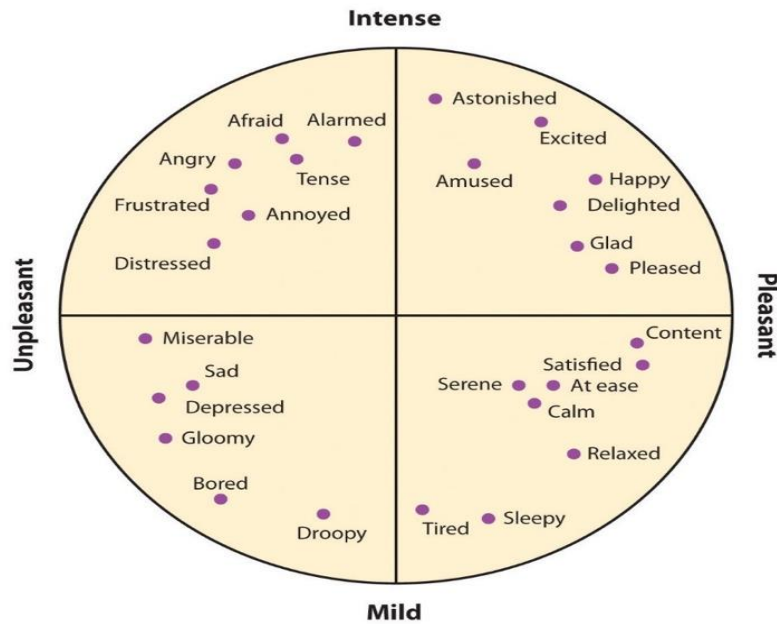 Intense
Astonished
Afraid Alarmed
Excited
Angry
Amused
Tense
Happy
Frustrated
Delighted
Annoyed
Glad
Distressed
Pleased
Unpleasant
Pleasant
Content
Miserable
Satisfied
Sad
Serene
At ease
Depressed
Calm
Gloomy
Relaxed
Bored
Sleepy
Tired
Droopy
Mild